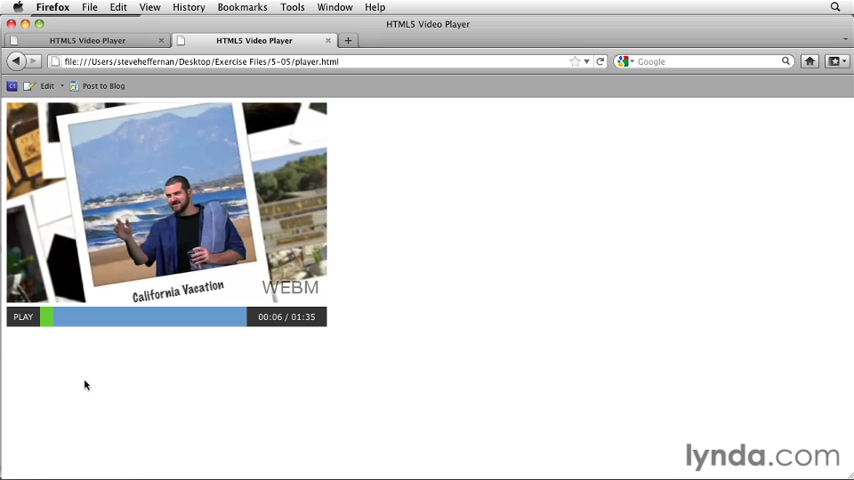 Firefox File Edit View History Bookmarks Tools Window Help
HTML5 Video Player
HTML5 Video Player
HTML5 Video Player
file:///Users/steveheffernan/Desktop/Exercise Files/5-05/player.html
Google
Edit
Post to Blog
California Vacation
WEBM
PLAY
00:06 / 01:35
lynda.com